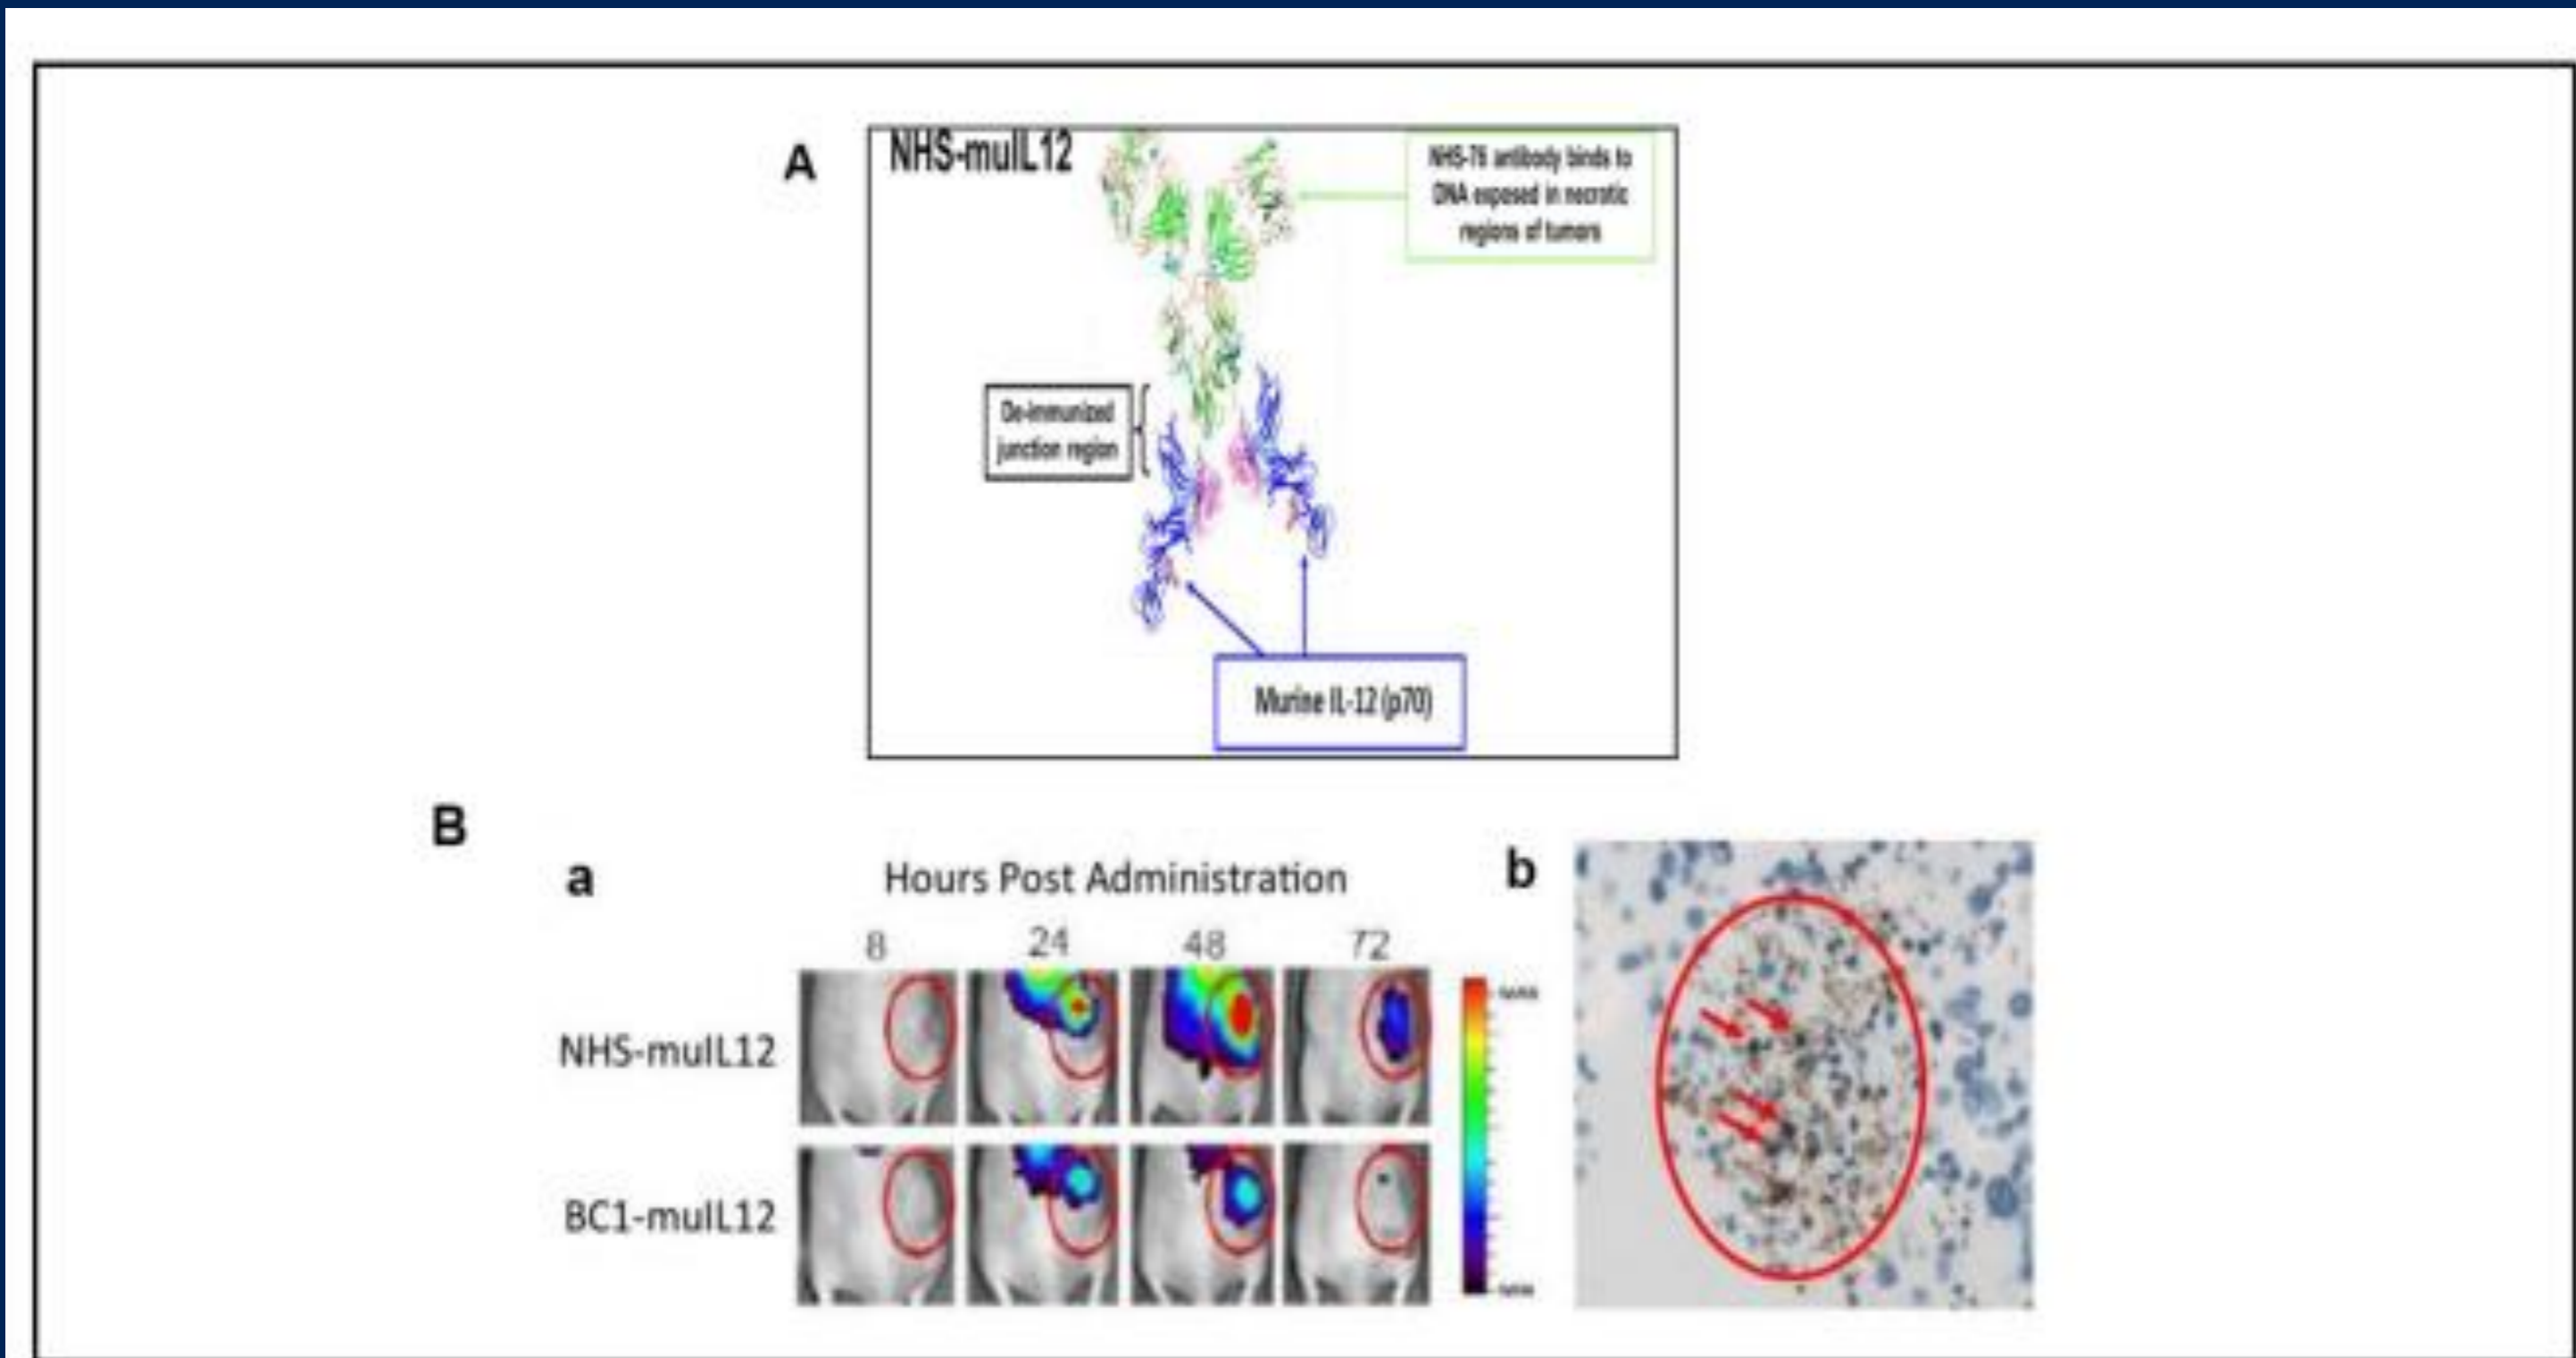 A
NHS-muIL12
NHS-76 antibody binds to
DNA exposed in necrotic
regions of tumors
De-immunized
junction region
Murine IL-12 (p70)
B
a
Hours Post Administration
b
8 24 48 72
NHS-muIL12
BC1-muIL12